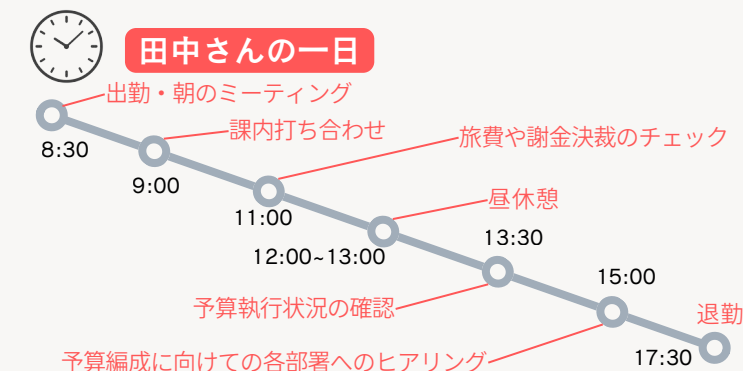 田中さんの一日
出勤・朝のミーティング
8:30
課内打ち合わせ
9:00
旅費や謝金決裁のチェック
11:00
昼休憩
12:00~13:00
13:30
予算執行状況の確認
15:00
予算編成に向けての各部署へのヒアリング
退勤
17:30